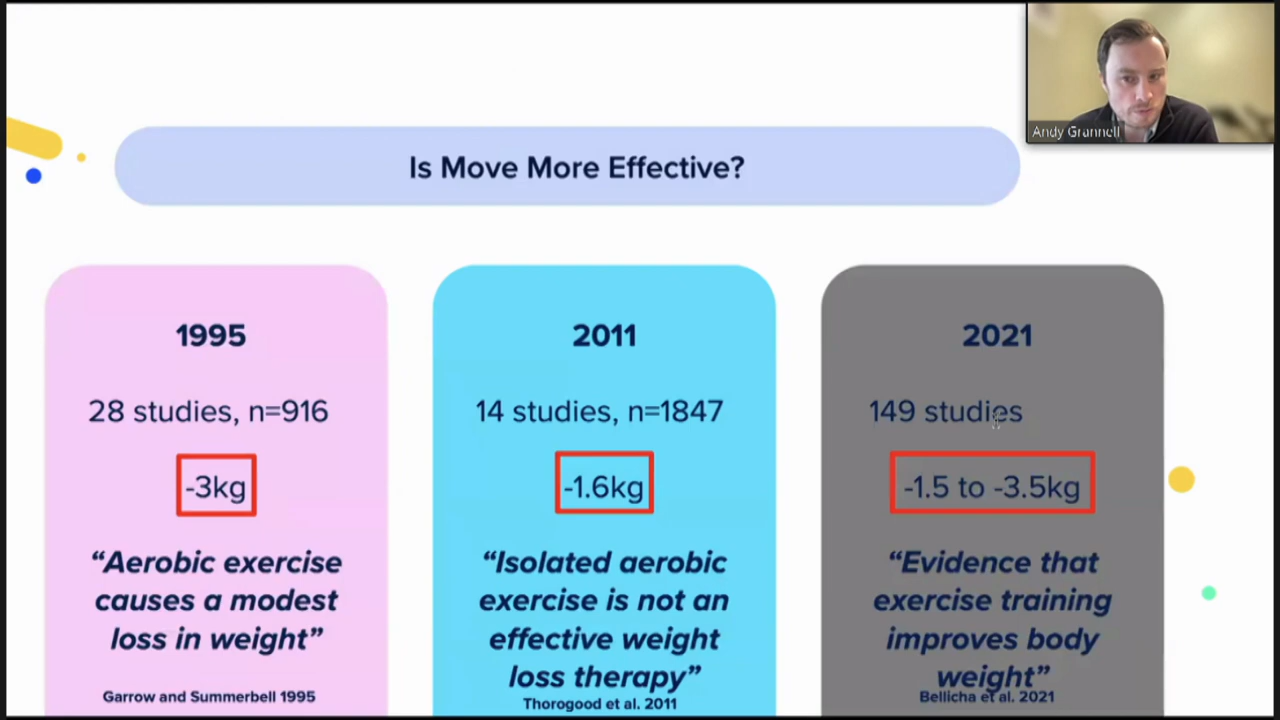 Andy Grannell
Is Move More Effective?
1995
28 studies, n=916
-3kg
“Aerobic exercise
causes a modest
loss in weight”
Garrow and Summerbell 1995
2011
14 studies, n=1847
-1.6kg
“Isolated aerobic
exercise is not an
effective weight
loss therapy”
Thorogood et al. 2011
2021
149 studies
-1.5 to -3.5kg
“Evidence that
exercise training
improves body
weight”
Bellicha et al. 2021